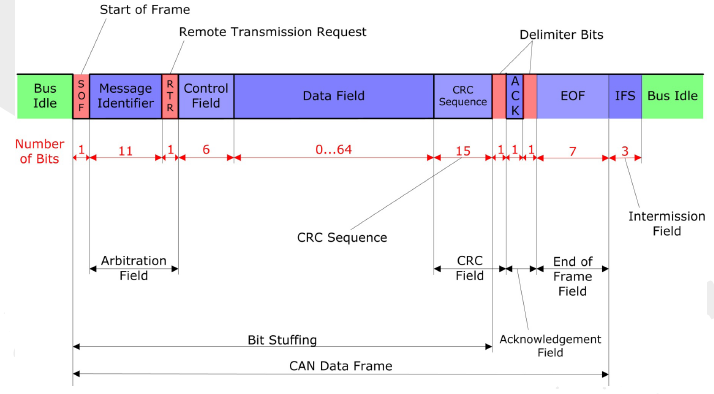 Start of Frame
Remote Transmission Request
Delimiter Bits
Bus
Idle
S
O
F
Message
Identifier
R
T
R
Control
Field
Data Field
CRC
Sequence
A
C
K
EOF
IFS
Bus Idle
Number
of Bits
1
11
1
6
0...64
15
1
1
1
7
3
Intermission
Field
CRC Sequence
Arbitration
Field
CRC
Field
End of
Frame
Field
Acknowledgement
Field
Bit Stuffing
CAN Data Frame